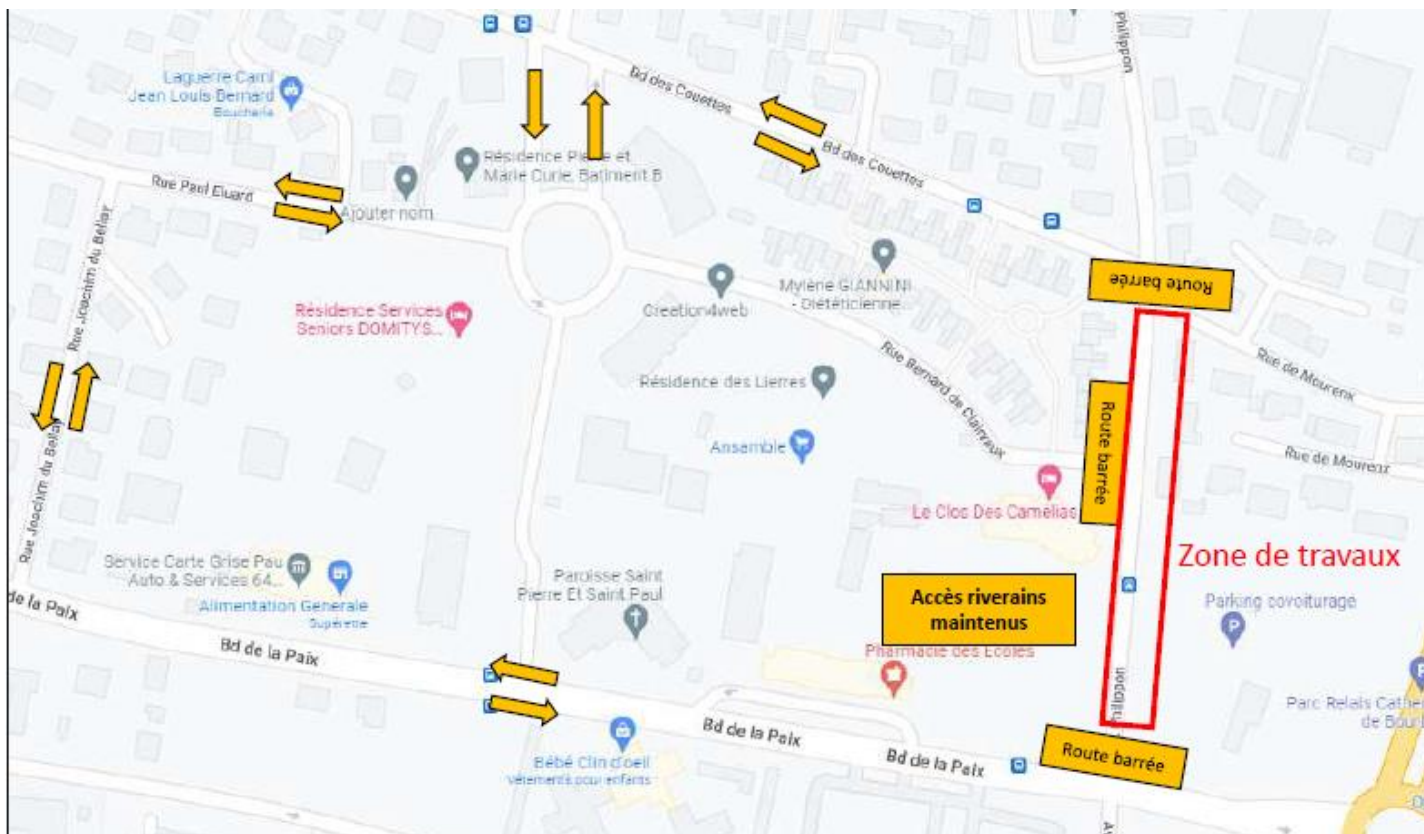 Philippon
Laguerre Carril
Jean Louis Bernard
Boucherie
Bd des Couettes
Bd des Couettes
Résidence Pierre et
Marie Curie, Batiment B
Rue Paul Eluard
Ajouter nom
Rue Joachim du Bellay
Mylène GIANNINI
- Diététicienne...
Route barrée
Résidence Services
Seniors DOMITYS...
Creation4web
Rue Bernard de Clairvaux
Rue de Mourenx
Résidence des Lierres
Route barrée
Ansamble
Rue de Mourenx
Rue Joachim du Bellay
Le Clos Des Camelias
Zone de travaux
Service Carte Grise Pau
Auto & Services 64...
Alimentation Generale
Supérette
Paroisse Saint
Pierre Et Saint Paul
Accès riverains
maintenus
Parking covoiturage
de la Paix
Bd de la Paix
Pharmacie des Ecoles
Philippon
Parc Relais Cathe
de Bour
Bd de la Paix
Bd de la Paix
Route barrée
Bébé Clin d'oeil
Vêtements pour enfants